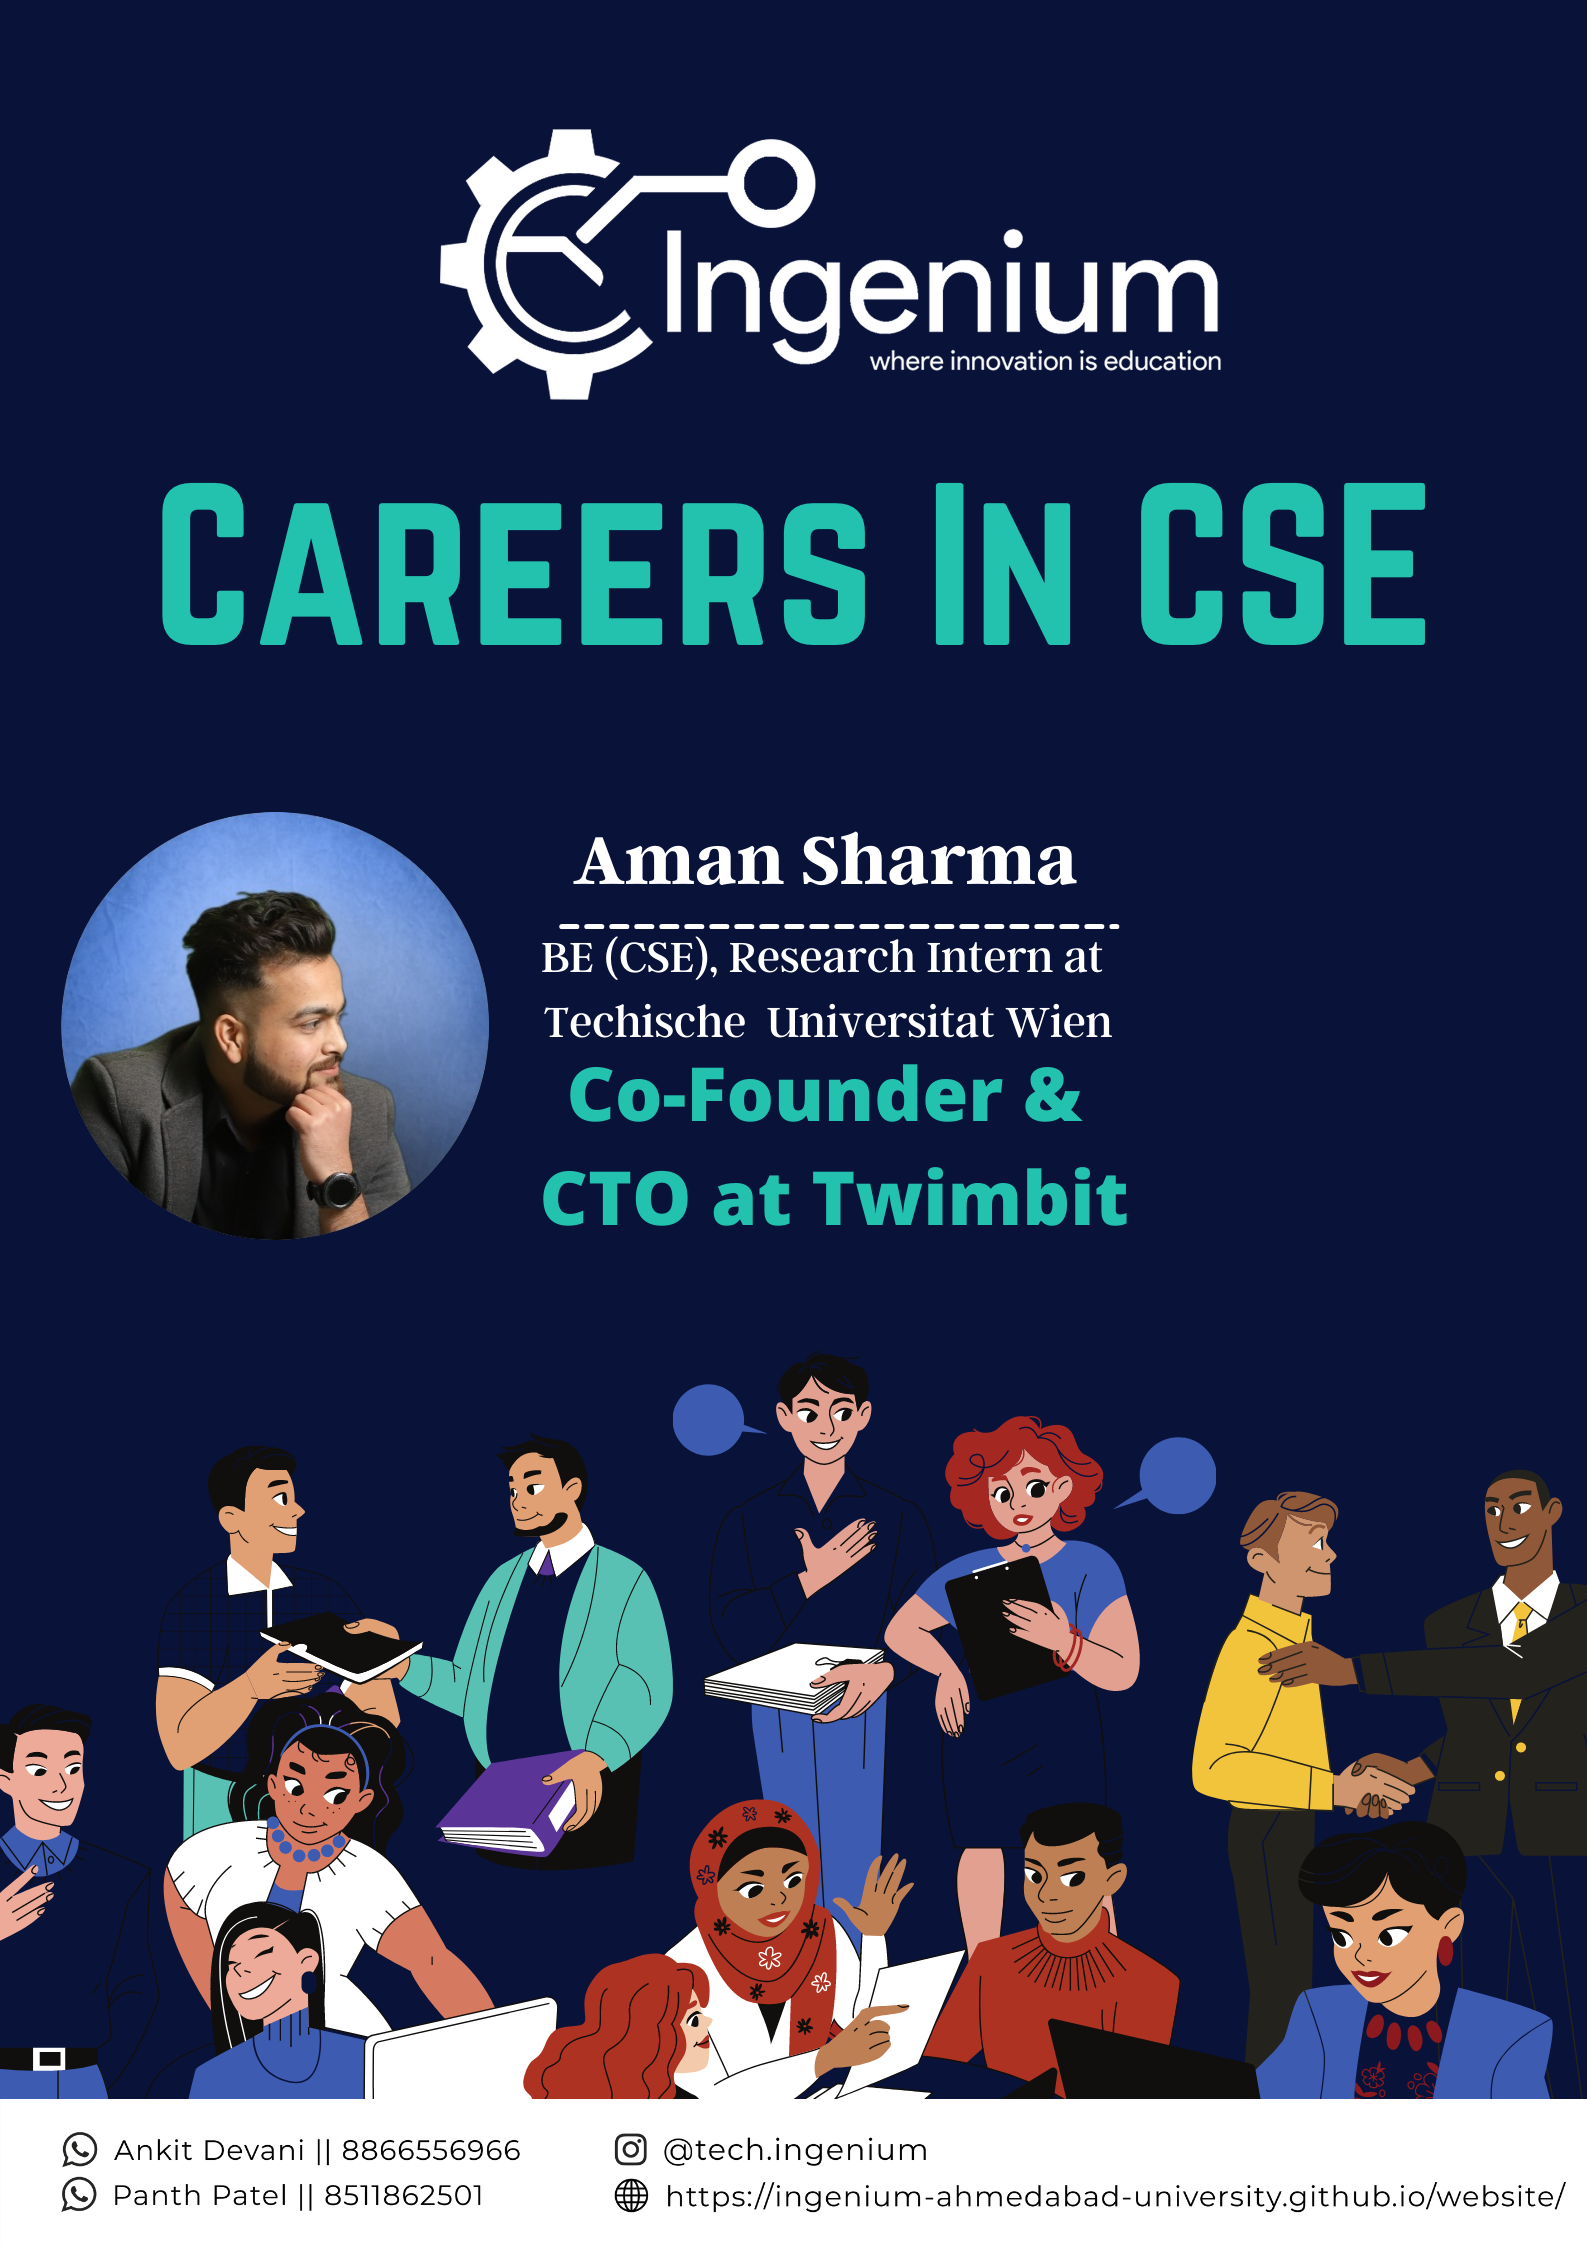 Ingenium
where innovation is education
Careers In CSE
Aman Sharma
BE (CSE), Research Intern at
Techische Universitat Wien
Co-Founder &
CTO at Twimbit
Ankit Devani || 8866556966
Panth Patel || 8511862501
@tech.ingenium
https://ingenium-ahmedabad-university.github.io/website/